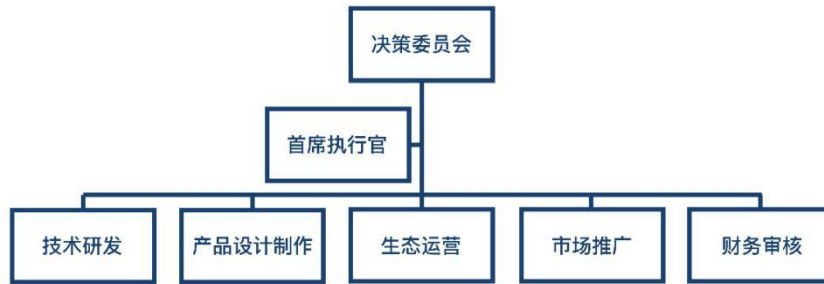 决策委员会
首席执行官
技术研发
产品设计制作
生态运营
市场推广
财务审核